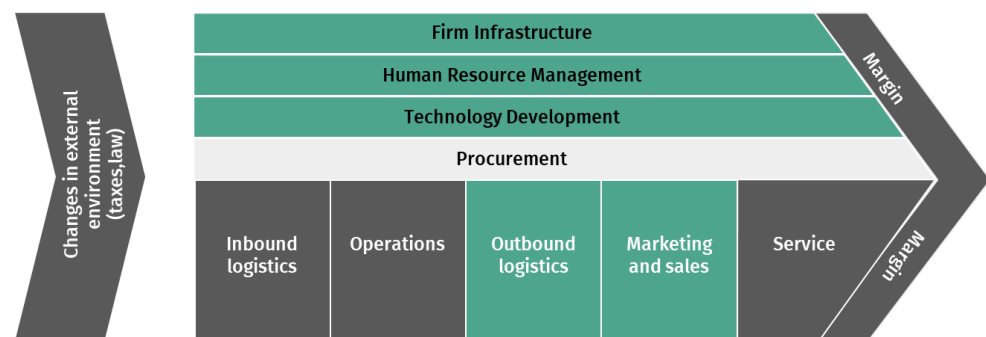 Changes in external
environment
(taxes,law)
Firm Infrastructure
Human Resource Management
Technology Development
Procurement
Inbound
logistics
Operations
Outbound
logistics
Marketing
and sales
Service
Margin
Margin